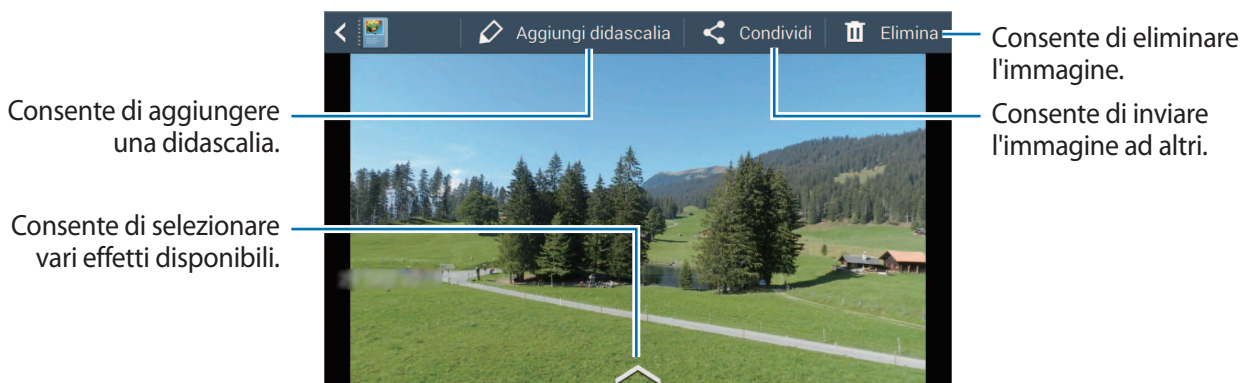 Aggiungi didascalia
Condividi
Elimina
Consente di eliminare
l'immagine.
Consente di aggiungere
una didascalia.
Consente di inviare
l'immagine ad altri.
Consente di selezionare
vari effetti disponibili.